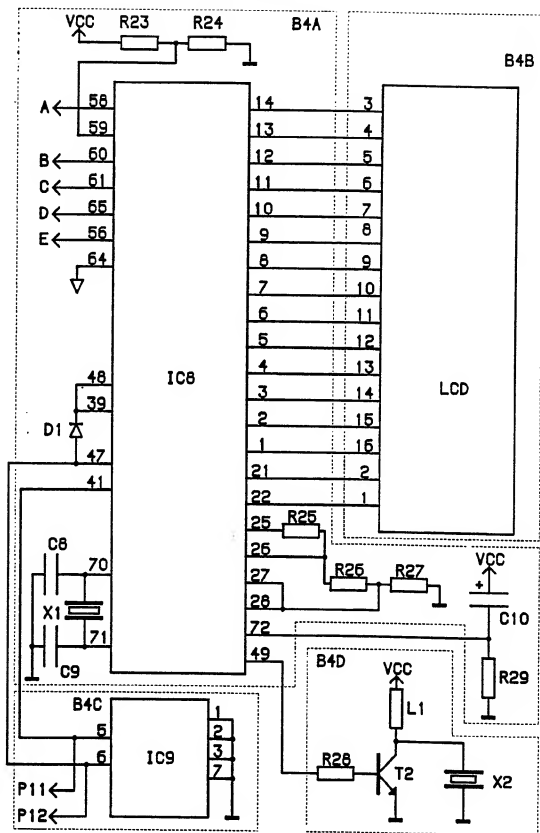 VCC R23 R24 B4A
B4B
A 58 14 3
59 13 4
B 60 12 5
C 61 11 6
D 65 10 7
E 56 9 8
64 8 9
7 10
6 11
5 12
48 IC8 4 13
39 3 14 LCD
D1 2 15
47 1 16
41 21 2
22 1
25 R25
C8 26 VCC
70 27 R26 R27 +
X1 28 C10
71 72
C9 49 B4D VCC R29
B4C 1 L1
5 2
6 IC9 3 R28 T2 X2
P11 7
P12